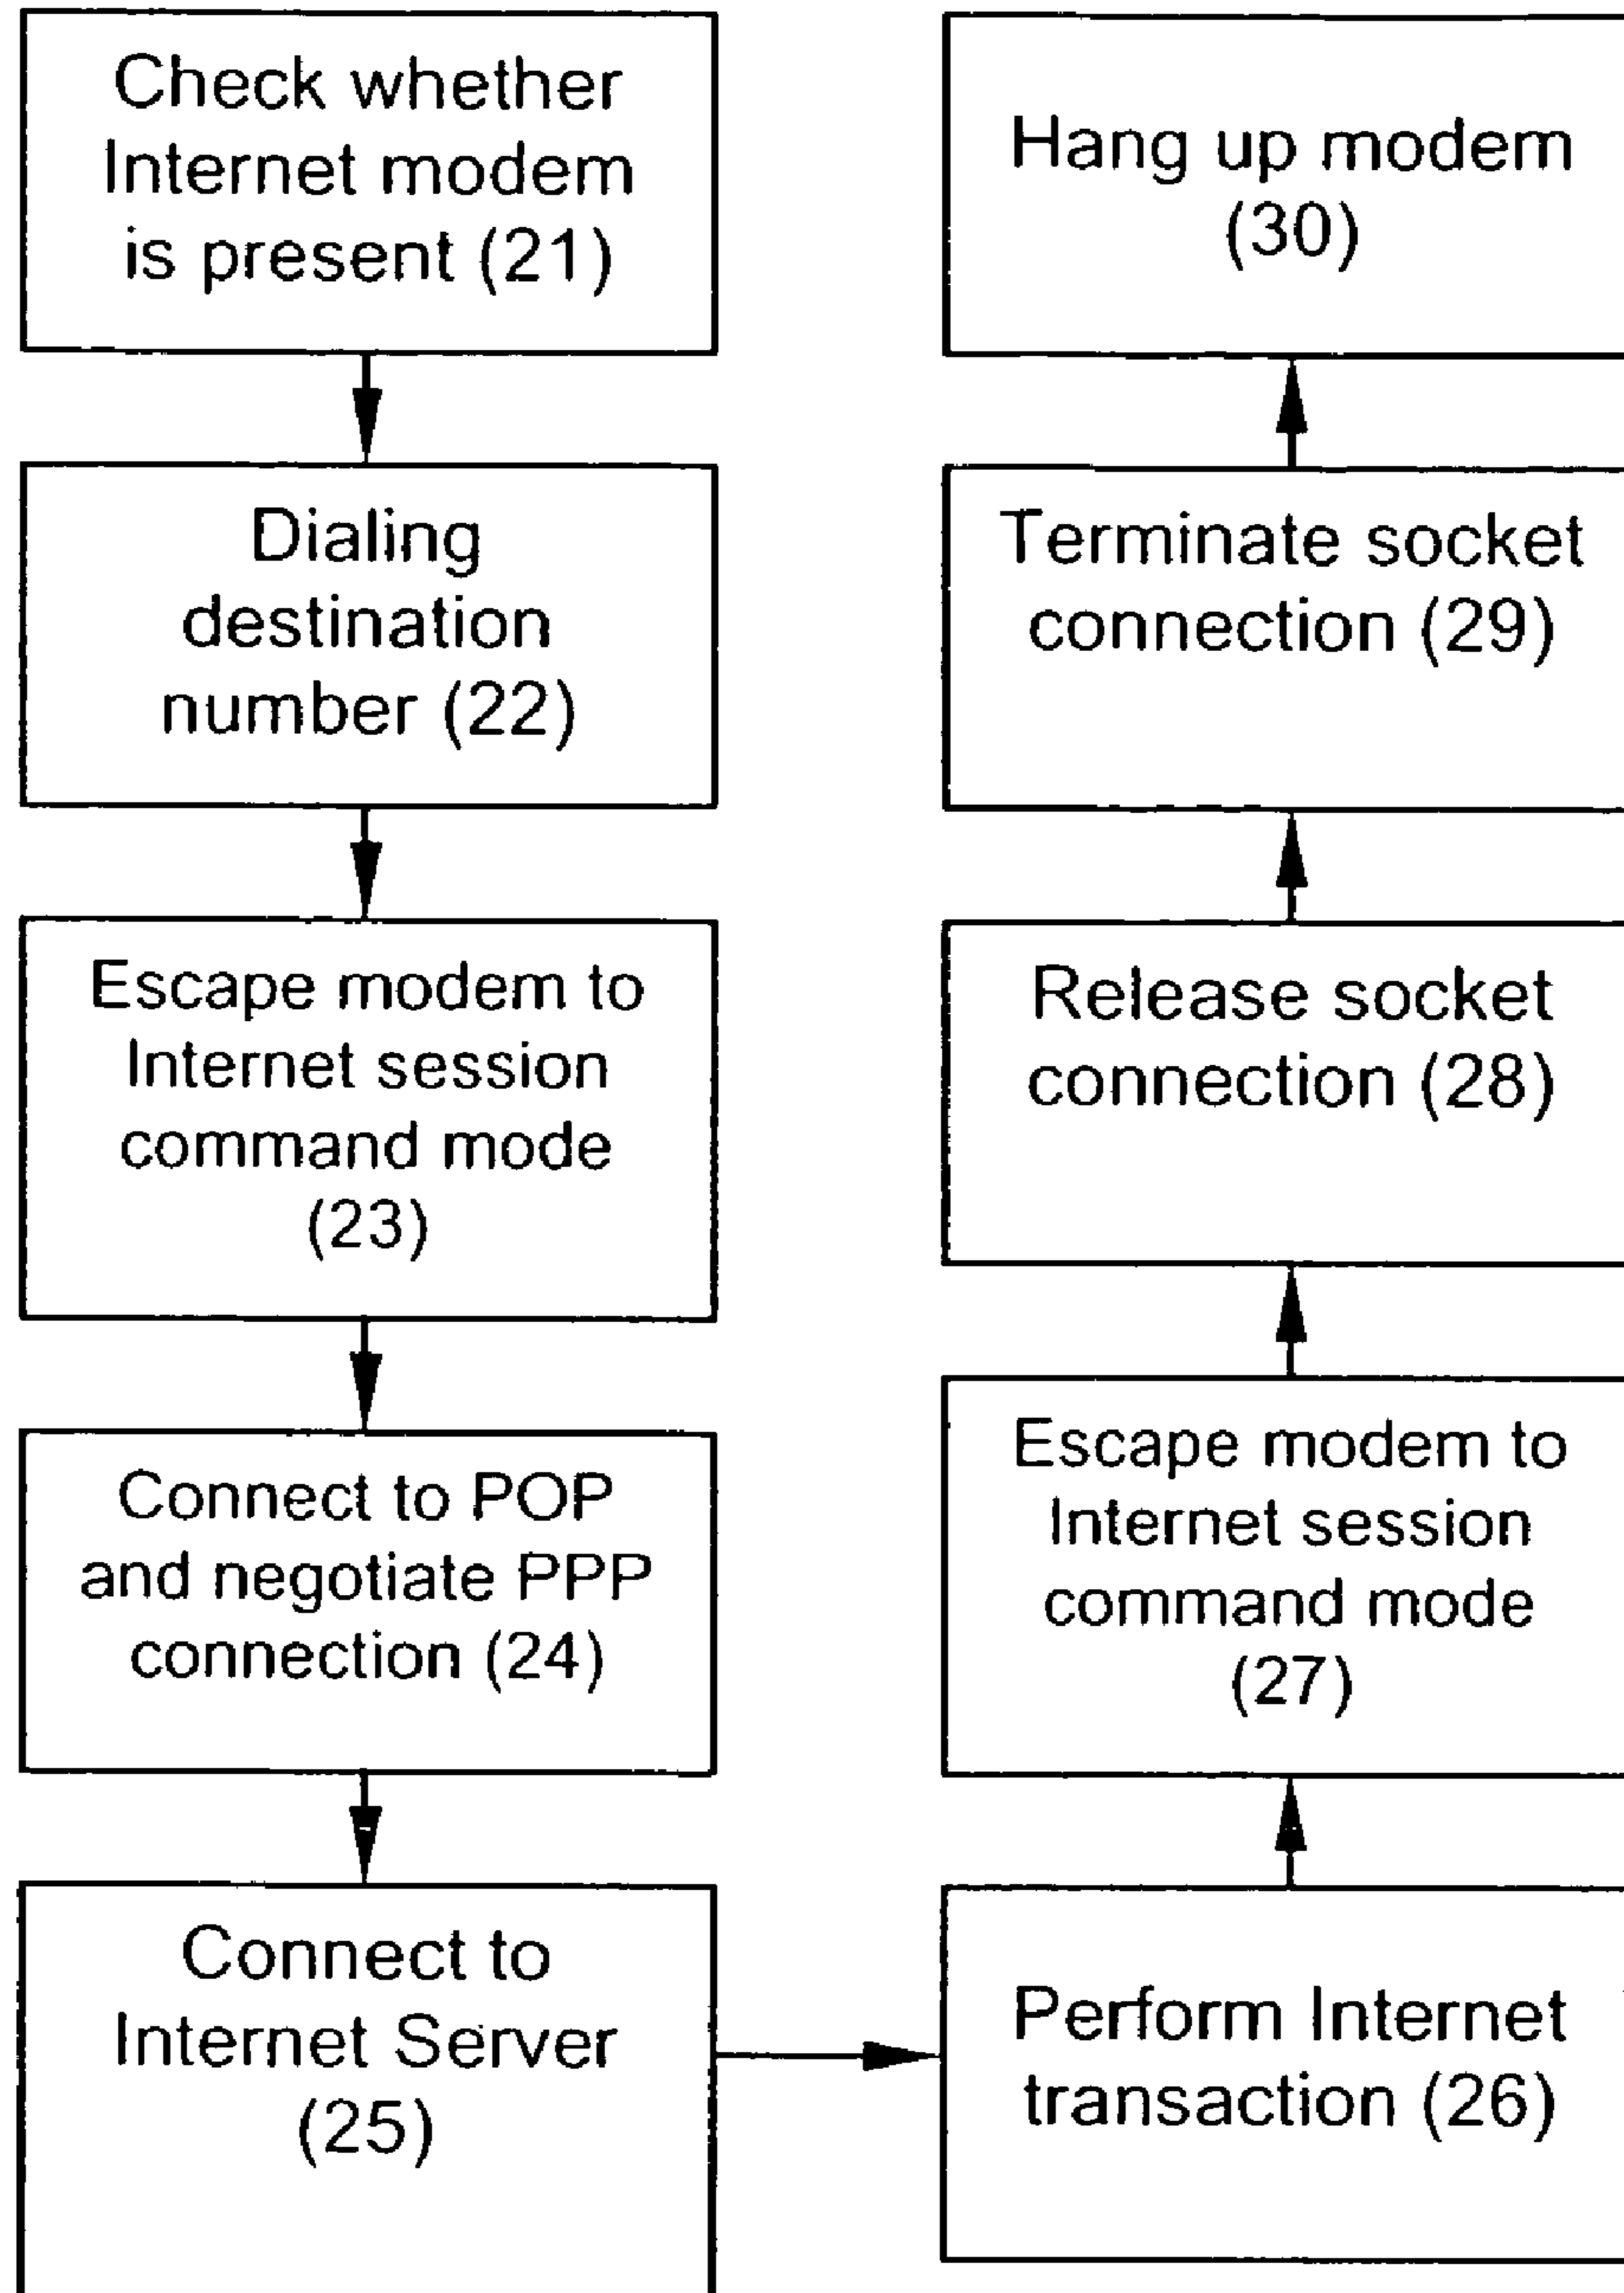 Check whether
Internet modem
is present (21)
Dialing
destination
number (22)
Escape modem to
Internet session
command mode
(23)
Connect to POP
and negotiate PPP
connection (24)
Connect to
Internet Server
(25)
Perform Internet
transaction (26)
Escape modem to
Internet session
command mode
(27)
Release socket
connection (28)
Terminate socket
connection (29)
Hang up modem
(30)